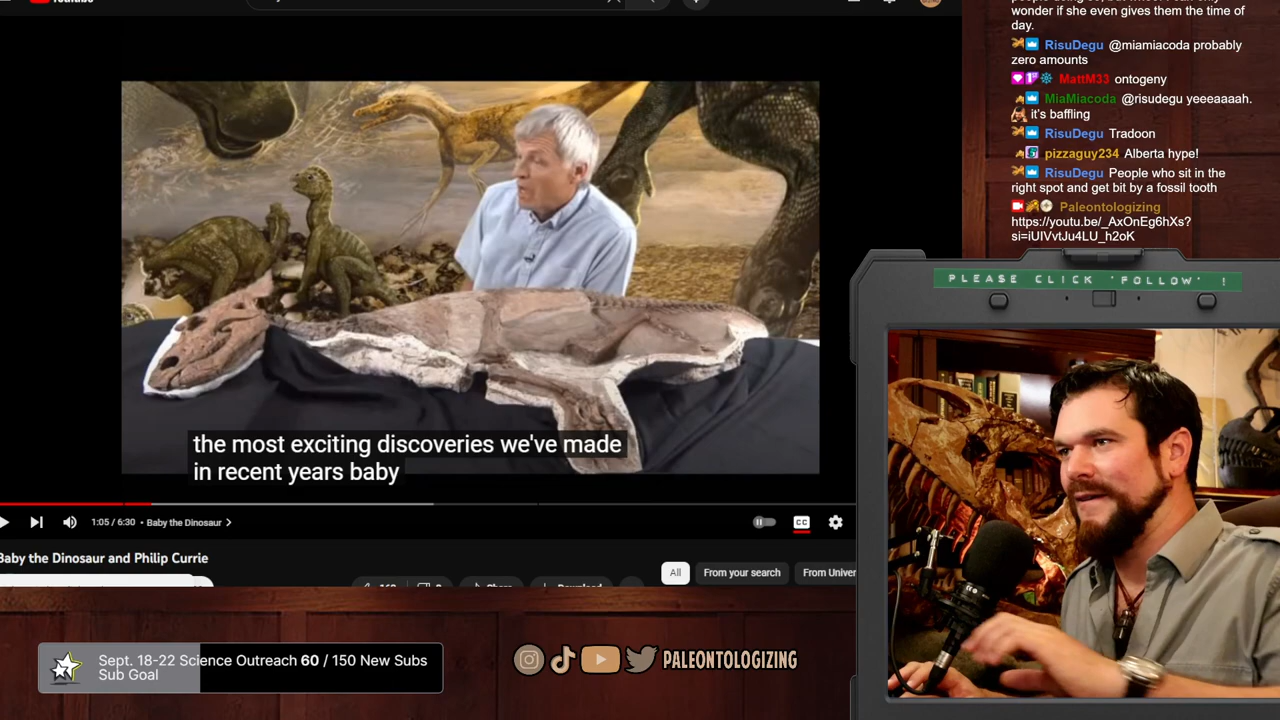 the most exciting discoveries we've made
in recent years baby
1:05 / 6:30 • Baby the Dinosaur
CC
Baby the Dinosaur and Philip Currie
All
From your search
From Univer
Sept. 18-22 Science Outreach 60 / 150 New Subs
Sub Goal
PALEONTOLOGIZING
wonder if she even gives them the time of
day.
RisuDegu @miamiacoda probably
zero amounts
MattM33 ontogeny
MiaMiacoda @risudegu yeeeaaaah.
it's baffling
RisuDegu Tradoon
pizzaguy234 Alberta hype!
RisuDegu People who sit in the
right spot and get bit by a fossil tooth
Paleontologizing
https://youtu.be/_AxOnEg6hXs?
si=iUIVvtJu4LU_h2oK
PLEASE CLICK 'FOLLOW' !